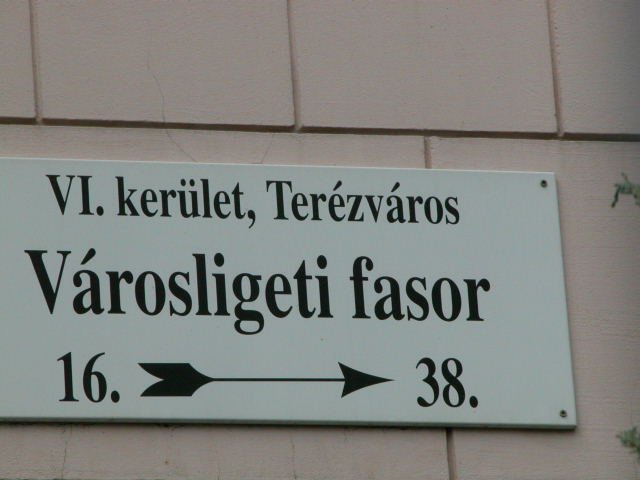 VI. kerület, Terézváros
Városligeti fasor
16. 38.